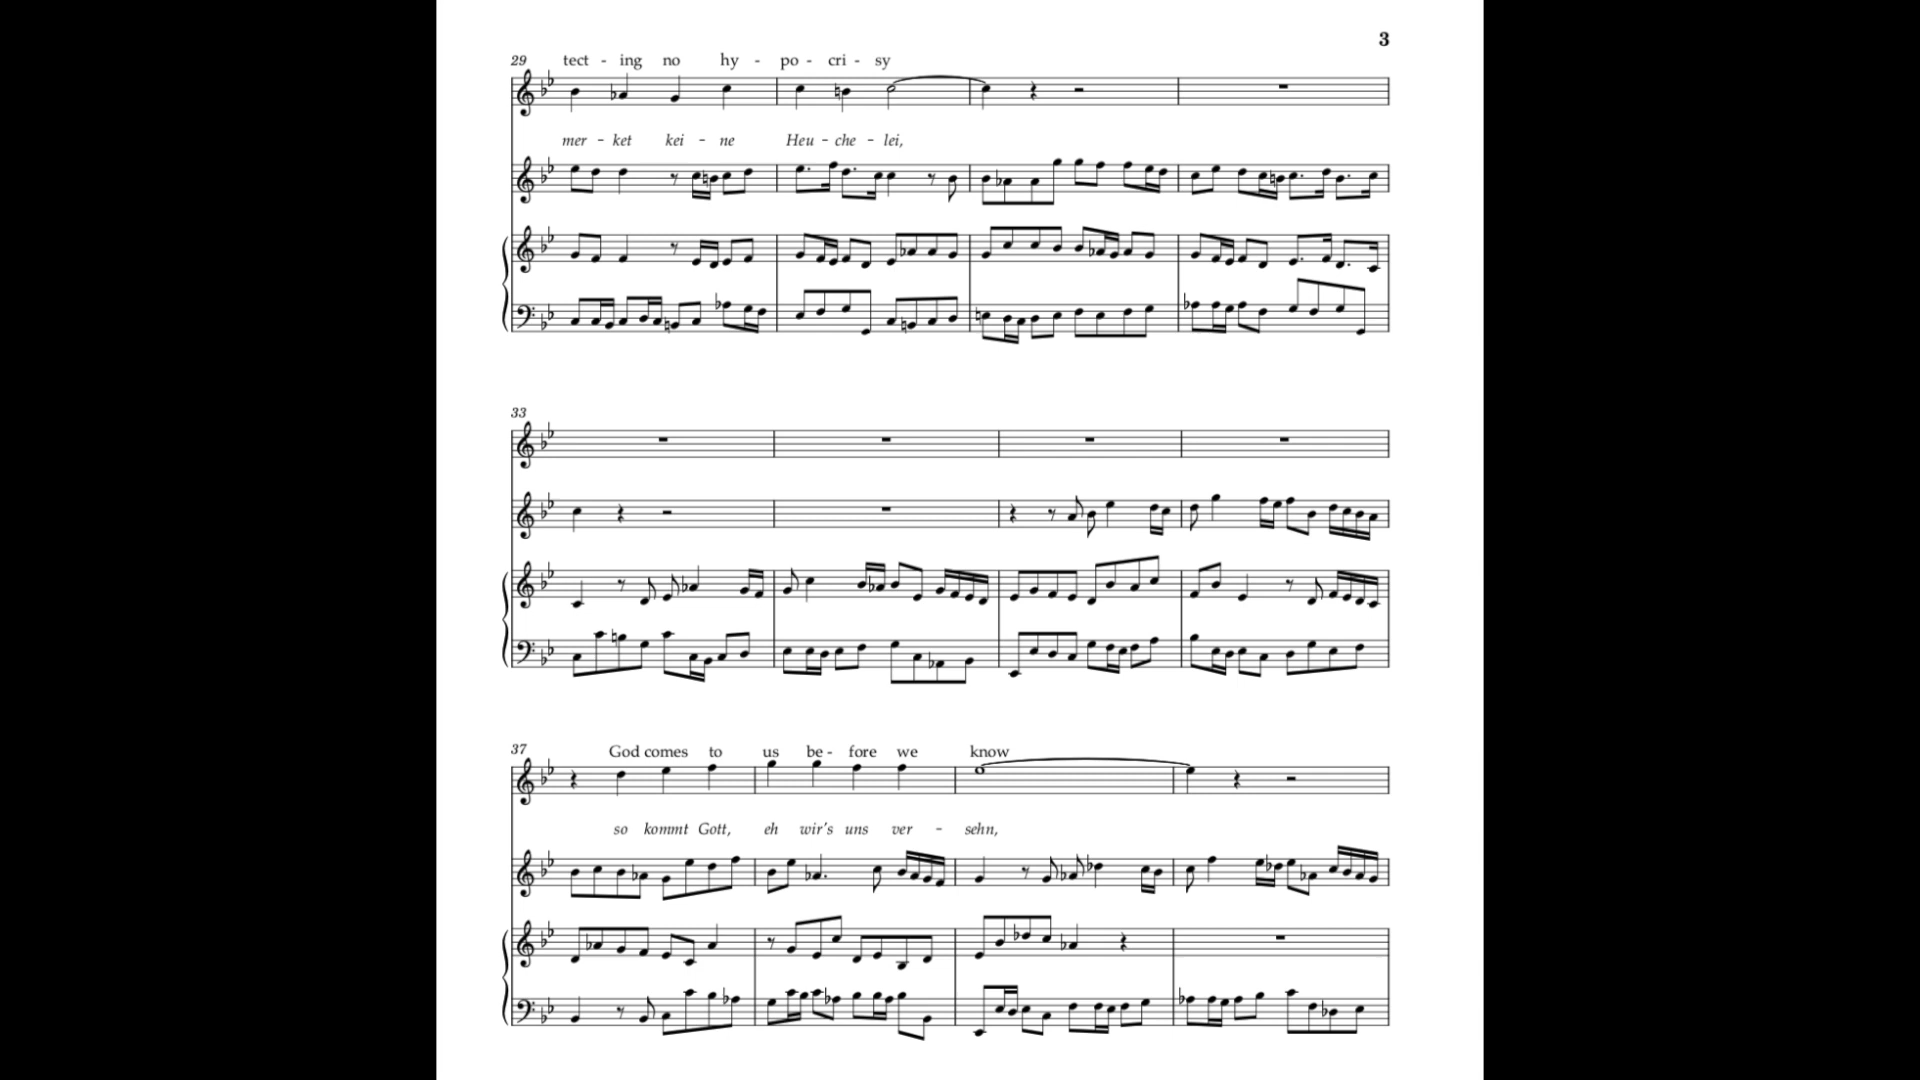 3
29 tect - ing no hy - po - cri - sy
mer - ket kei - ne Heu - che - lei,
33
37 God comes to us be - fore we know
so kommt Gott, eh wir's uns ver - sehn,